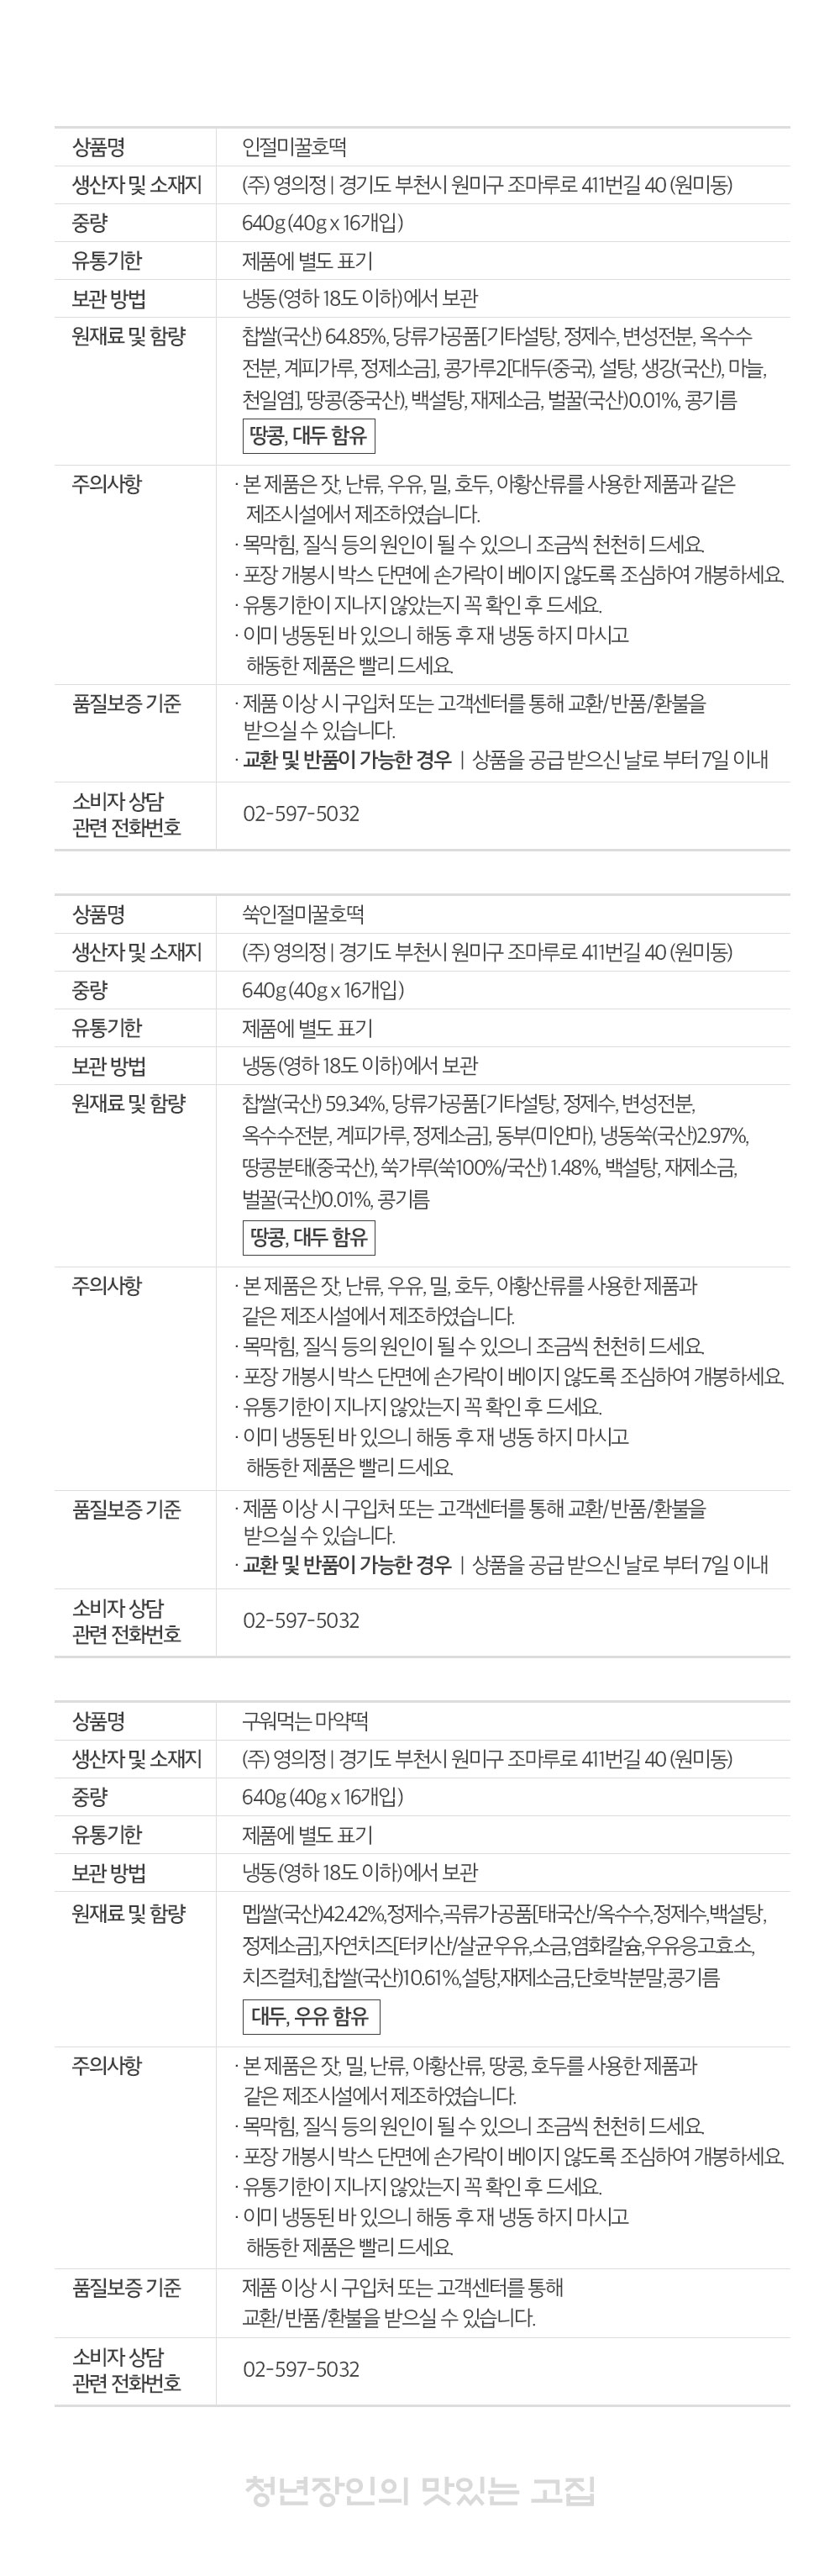 상품명 인절미꿀호떡
생산자 및 소재지 (주) 영의정 | 경기도 부천시 원미구 조마루로 411번길 40 (원미동)
중량 640g (40g x 16개입)
유통기한 제품에 별도 표기
보관 방법 냉동(영하 18도 이하)에서 보관
원재료 및 함량 찹쌀(국산) 64.85%, 당류가공품[기타설탕, 정제수, 변성전분, 옥수수
전분, 계피가루, 정제소금], 콩가루2[대두(중국), 설탕, 생강(국산), 마늘,
천일염], 땅콩(중국산), 백설탕, 재제소금, 벌꿀(국산)0.01%, 콩기름
땅콩, 대두 함유
주의사항 · 본 제품은 잣, 난류, 우유, 밀, 호두, 아황산류를 사용한 제품과 같은
제조시설에서 제조하였습니다.
· 목막힘, 질식 등의 원인이 될 수 있으니 조금씩 천천히 드세요.
· 포장 개봉시 박스 단면에 손가락이 베이지 않도록 조심하여 개봉하세요.
· 유통기한이 지나지 않았는지 꼭 확인 후 드세요.
· 이미 냉동된 바 있으니 해동 후 재 냉동 하지 마시고
해동한 제품은 빨리 드세요.
품질보증 기준 · 제품 이상 시 구입처 또는 고객센터를 통해 교환/반품/환불을
받으실 수 있습니다.
· 교환 및 반품이 가능한 경우 | 상품을 공급 받으신 날로 부터 7일 이내
소비자 상담
관련 전화번호 02-597-5032
상품명 쑥인절미꿀호떡
생산자 및 소재지 (주) 영의정 | 경기도 부천시 원미구 조마루로 411번길 40 (원미동)
중량 640g (40g x 16개입)
유통기한 제품에 별도 표기
보관 방법 냉동(영하 18도 이하)에서 보관
원재료 및 함량 찹쌀(국산) 59.34%, 당류가공품[기타설탕, 정제수, 변성전분,
옥수수전분, 계피가루, 정제소금], 동부(미얀마), 냉동쑥(국산)2.97%,
땅콩분태(중국산), 쑥가루(쑥100%/국산) 1.48%, 백설탕, 재제소금,
벌꿀(국산)0.01%, 콩기름
땅콩, 대두 함유
주의사항 · 본 제품은 잣, 난류, 우유, 밀, 호두, 아황산류를 사용한 제품과
같은 제조시설에서 제조하였습니다.
· 목막힘, 질식 등의 원인이 될 수 있으니 조금씩 천천히 드세요.
· 포장 개봉시 박스 단면에 손가락이 베이지 않도록 조심하여 개봉하세요.
· 유통기한이 지나지 않았는지 꼭 확인 후 드세요.
· 이미 냉동된 바 있으니 해동 후 재 냉동 하지 마시고
해동한 제품은 빨리 드세요.
품질보증 기준 · 제품 이상 시 구입처 또는 고객센터를 통해 교환/반품/환불을
받으실 수 있습니다.
· 교환 및 반품이 가능한 경우 | 상품을 공급 받으신 날로 부터 7일 이내
소비자 상담
관련 전화번호 02-597-5032
상품명 구워먹는 마약떡
생산자 및 소재지 (주) 영의정 | 경기도 부천시 원미구 조마루로 411번길 40 (원미동)
중량 640g (40g x 16개입)
유통기한 제품에 별도 표기
보관 방법 냉동(영하 18도 이하)에서 보관
원재료 및 함량 멥쌀(국산)42.42%,정제수,곡류가공품[태국산/옥수수,정제수,백설탕,
정제소금],자연치즈[터키산/살균우유,소금,염화칼슘,우유응고효소,
치즈컬쳐],찹쌀(국산)10.61%,설탕,재제소금,단호박분말,콩기름
대두, 우유 함유
주의사항 · 본 제품은 잣, 밀, 난류, 아황산류, 땅콩, 호두를 사용한 제품과
같은 제조시설에서 제조하였습니다.
· 목막힘, 질식 등의 원인이 될 수 있으니 조금씩 천천히 드세요.
· 포장 개봉시 박스 단면에 손가락이 베이지 않도록 조심하여 개봉하세요.
· 유통기한이 지나지 않았는지 꼭 확인 후 드세요.
· 이미 냉동된 바 있으니 해동 후 재 냉동 하지 마시고
해동한 제품은 빨리 드세요.
품질보증 기준 제품 이상 시 구입처 또는 고객센터를 통해
교환/반품/환불을 받으실 수 있습니다.
소비자 상담
관련 전화번호 02-597-5032
청년장인의 맛있는 고집